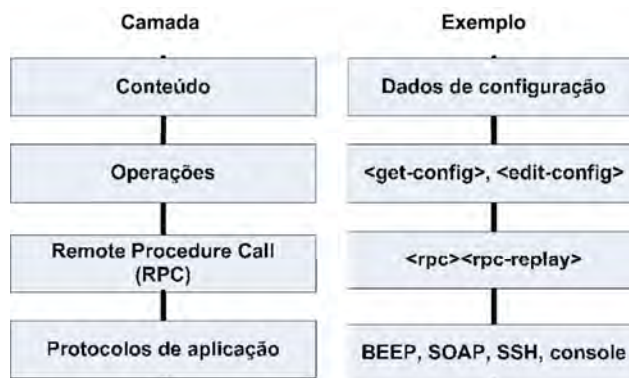 Camada
Exemplo
Conteúdo
Dados de configuração
Operações
<get-config>, <edit-config>
Remote Procedure Call
(RPC)
<rpc><rpc-replay>
Protocolos de aplicação
BEEP, SOAP, SSH, console